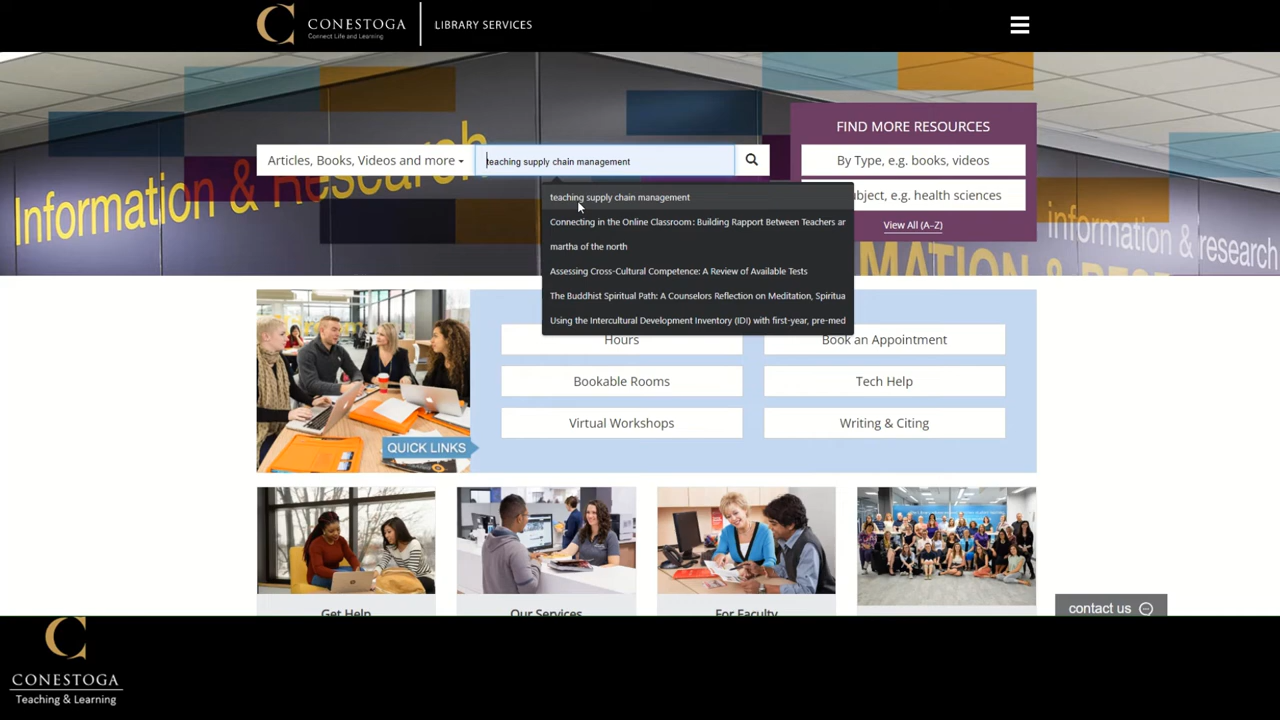 CONESTOGA
Connect Life and Learning
LIBRARY SERVICES
Information & Research
FIND MORE RESOURCES
Articles, Books, Videos and more
teaching supply chain management
By Type, e.g. books, videos
ubject, e.g. health sciences
View All (A–Z)
teaching supply chain management
Connecting in the Online Classroom: Building Rapport Between Teachers ar
martha of the north
Assessing Cross-Cultural Competence: A Review of Available Tests
The Buddhist Spiritual Path: A Counselors Reflection on Meditation, Spiritua
Using the Intercultural Development Inventory (IDI) with first-year, pre-med
information & research
Hours
Book an Appointment
Bookable Rooms
Tech Help
Virtual Workshops
Writing & Citing
QUICK LINKS
Get Help
Our Services
For Faculty
contact us
CONESTOGA
Teaching & Learning